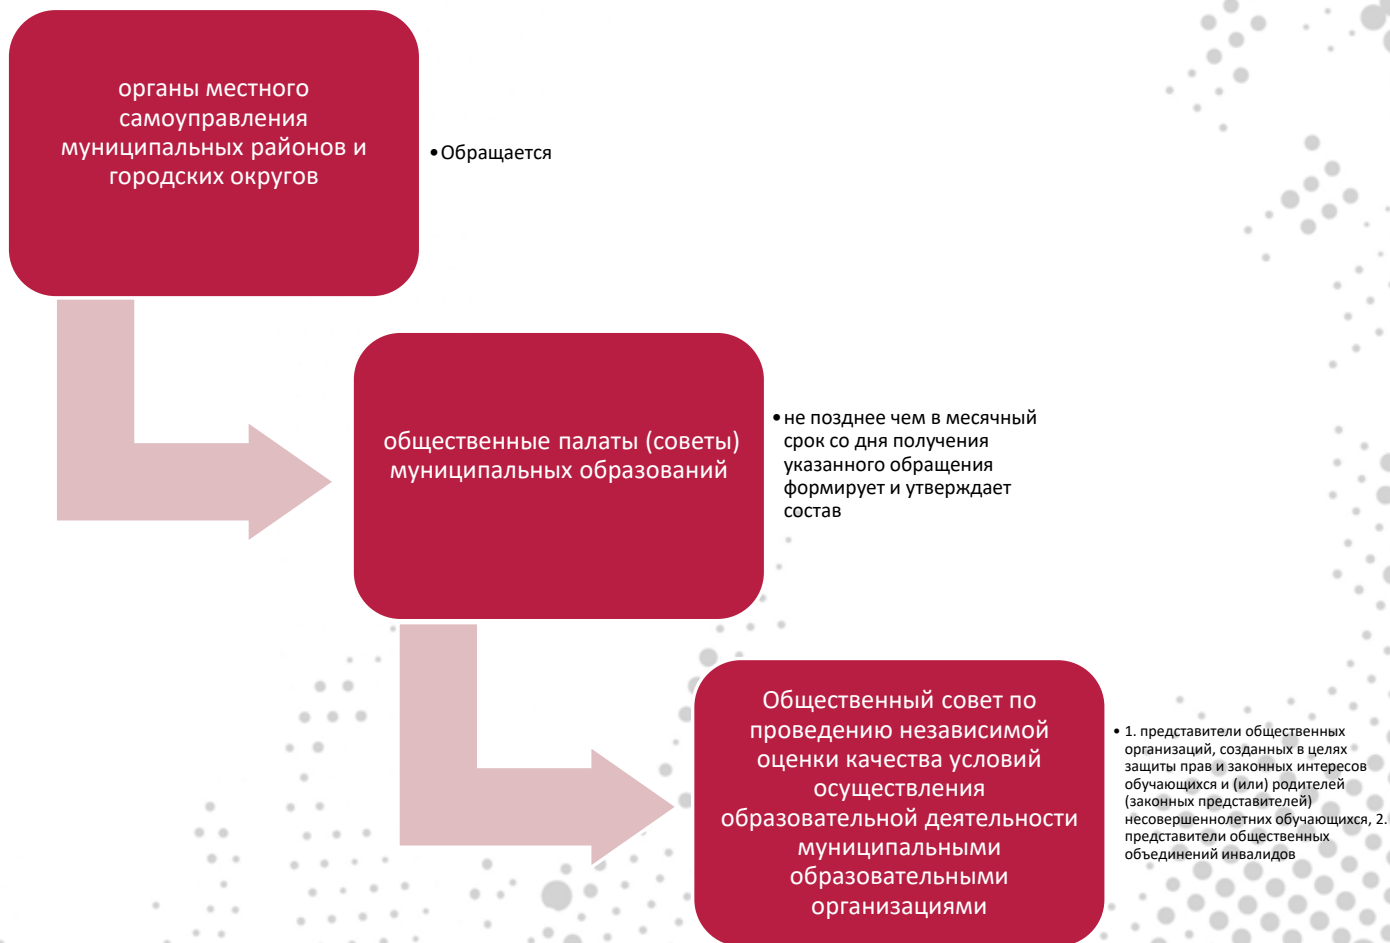 органы местного
самоуправления
муниципальных районов и
городских округов
•Обращается
общественные палаты (советы)
муниципальных образований
•не позднее чем в месячный
срок со дня получения
указанного обращения
формирует и утверждает
состав
Общественный совет по
проведению независимой
оценки качества условий
осуществления
образовательной деятельности
муниципальными
образовательными
организациями
• 1. представители общественных
организаций, созданных в целях
защиты прав и законных интересов
обучающихся и (или) родителей
(законных представителей)
несовершеннолетних обучающихся, 2.
представители общественных
объединений инвалидов